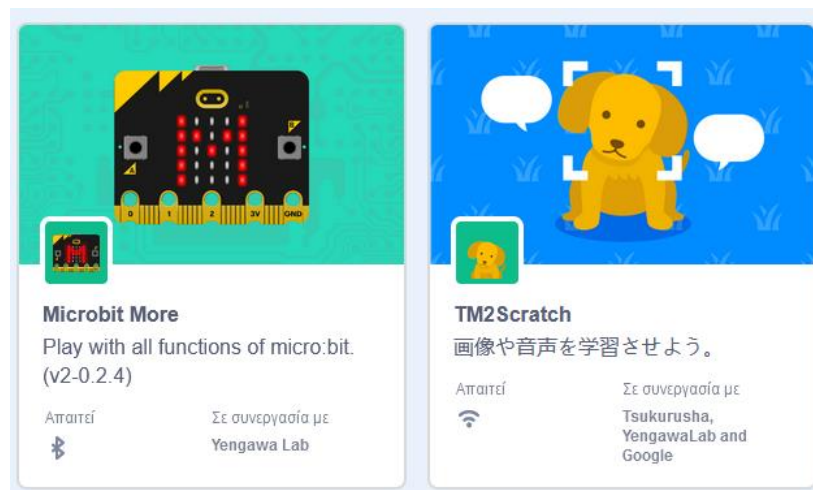 0 1 2 3V GND
A
B
Microbit More
Play with all functions of micro:bit.
(v2-0.2.4)
Απαιτεί
Σε συνεργασία με
Yengawa Lab
TM2Scratch
画像や音声を学習させよう。
Απαιτεί
Σε συνεργασία με
Tsukurusha,
YengawaLab and
Google